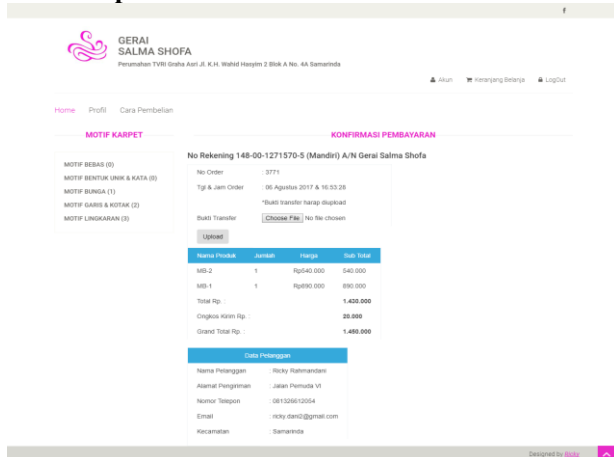 f
GERAI
SALMA SHOFA
Perumahan TVRI Graha Asri Jl. K.H. Wahid Hasyim 2 Blok A No. 4A Samarinda
Akun Keranjang Belanja LogOut
Home Profil Cara Pembelian
MOTIF KARPET
MOTIF BEBAS (0)
MOTIF BENTUK UNIK & KATA (0)
MOTIF BUNGA (1)
MOTIF GARIS & KOTAK (2)
MOTIF LINGKARAN (3)
KONFIRMASI PEMBAYARAN
No Rekening 148-00-1271570-5 (Mandiri) A/N Gerai Salma Shofa
No Order : 3771
Tgl & Jam Order : 06 Agustus 2017 & 16:53:28
*Bukti transfer harap diupload
Bukti Transfer Choose File No file chosen
Upload
Nama Produk Jumlah Harga Sub Total
MB-2 1 Rp540.000 540.000
MB-1 1 Rp890.000 890.000
Total Rp. : 1.430.000
Ongkos Kirim Rp. : 20.000
Grand Total Rp. : 1.450.000
Data Pelanggan
Nama Pelanggan : Ricky Rahmandani
Alamat Pengiriman : Jalan Pemuda VI
Nomor Telepon : 081326612054
Email : ricky.dani2@gmail.com
Kecamatan : Samarinda
Designed by Ricky